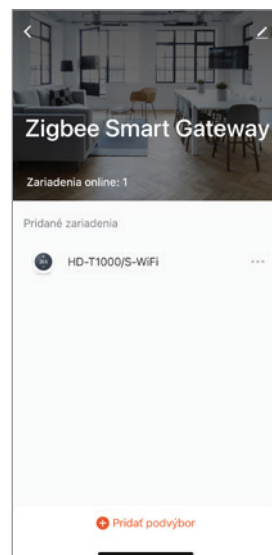 Zigbee Smart Gateway
Zariadenia online: 1
Pridané zariadenia
HD-T1000/S-WiFi
Pridať podvýbor